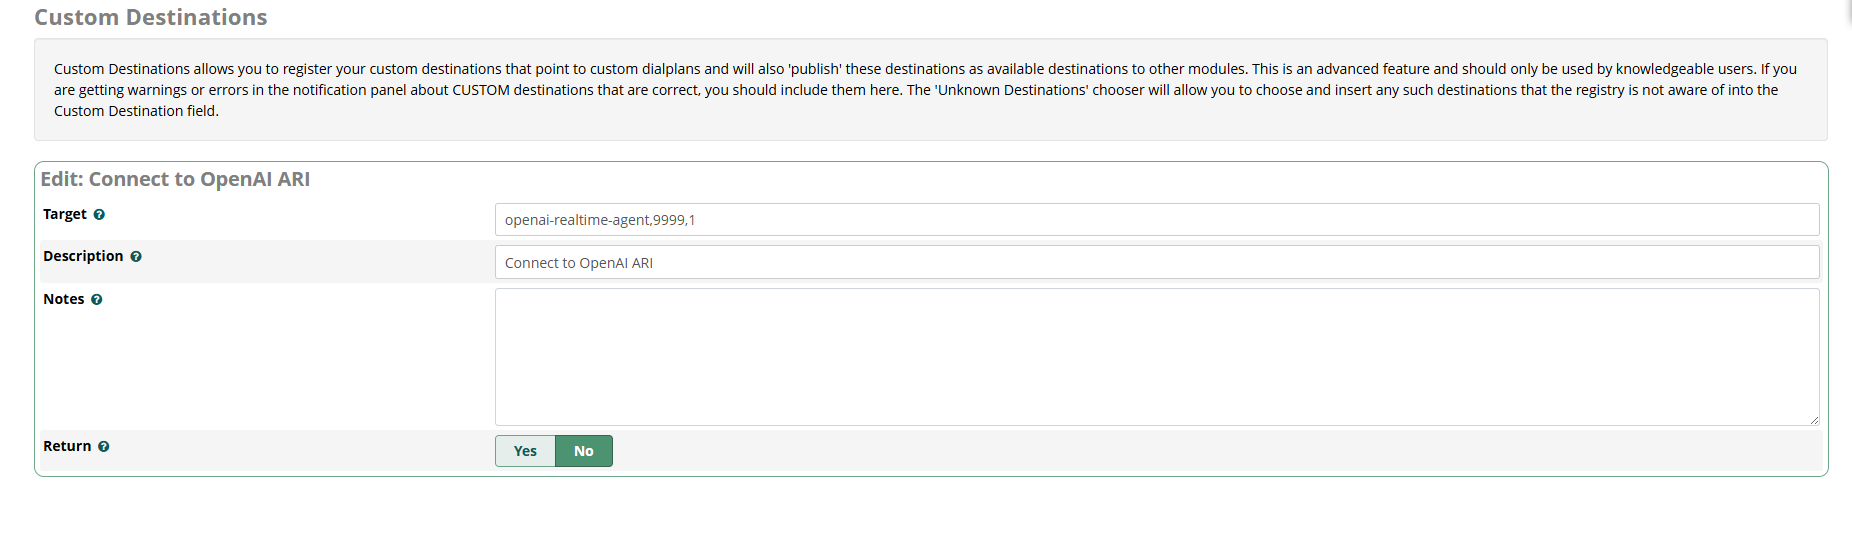 Custom Destinations
Custom Destinations allows you to register your custom destinations that point to custom dialplans and will also 'publish' these destinations as available destinations to other modules. This is an advanced feature and should only be used by knowledgeable users. If you
are getting warnings or errors in the notification panel about CUSTOM destinations that are correct, you should include them here. The 'Unknown Destinations' chooser will allow you to choose and insert any such destinations that the registry is not aware of into the
Custom Destination field.
Edit: Connect to OpenAI ARI
Target
openai-realtime-agent,9999,1
Description
Connect to OpenAI ARI
Notes
Return
Yes No